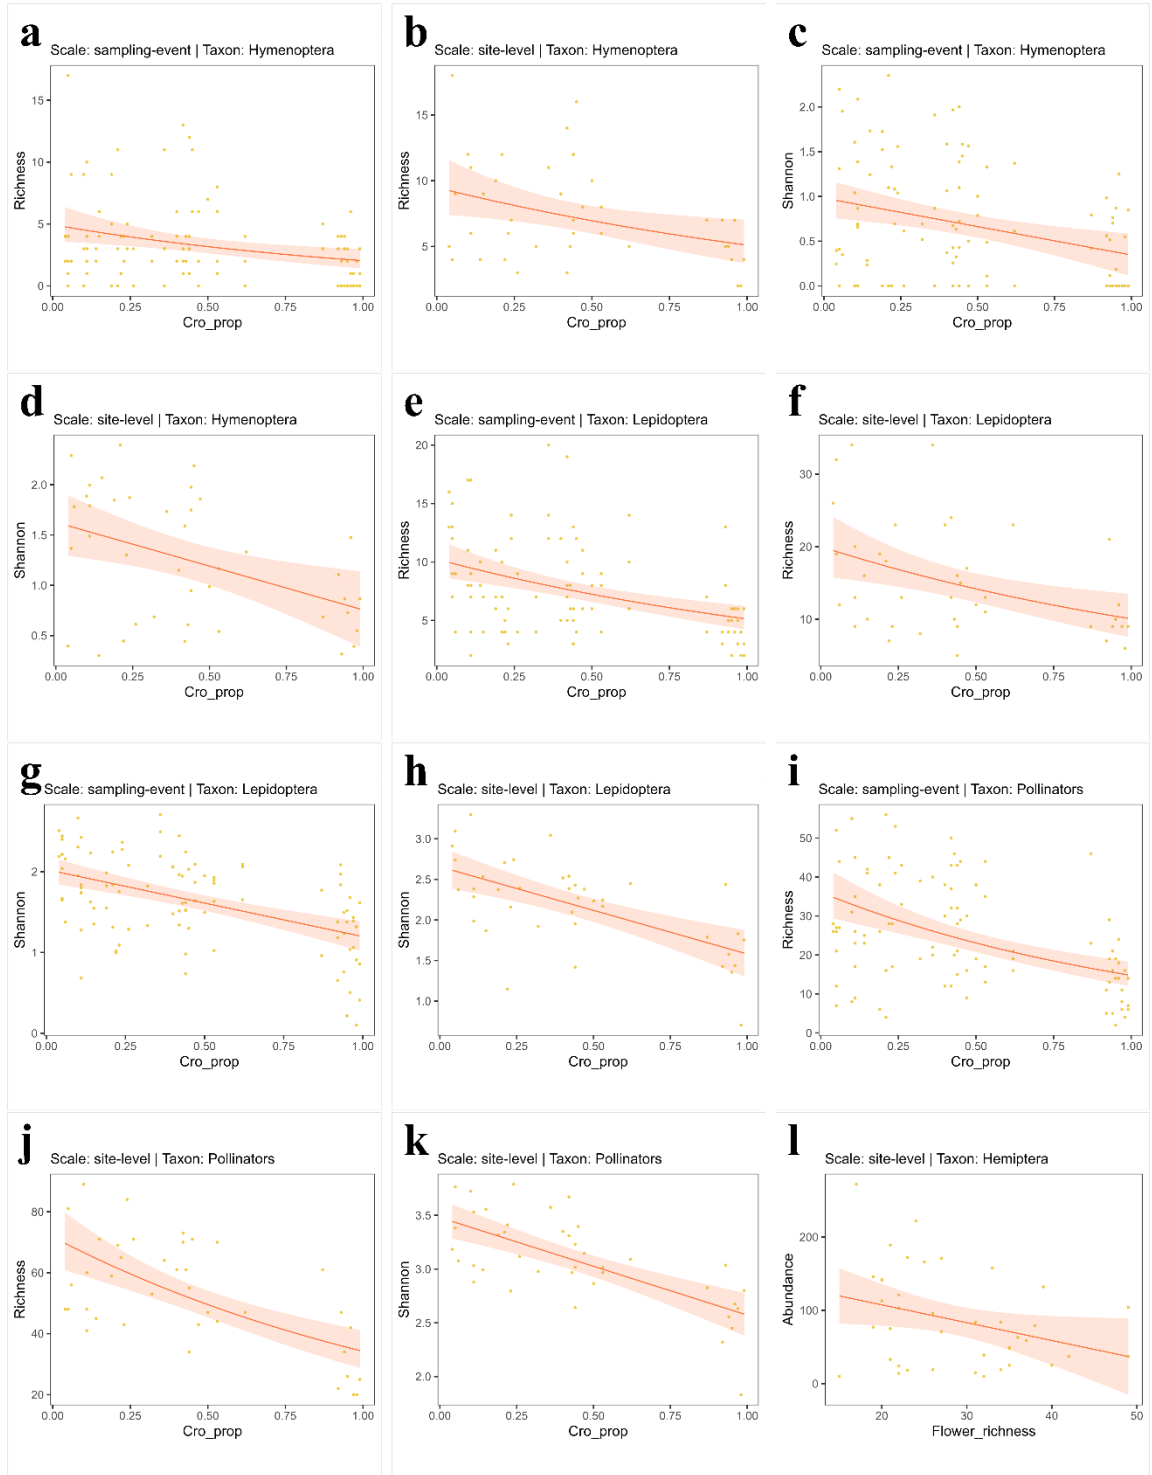 a
Scale: sampling-event | Taxon: Hymenoptera
Richness
15
10
5
0
0.00 0.25 0.50 0.75 1.00
Cro_prop
b
Scale: site-level | Taxon: Hymenoptera
Richness
15
10
5
0.00 0.25 0.50 0.75 1.00
Cro_prop
c
Scale: sampling-event | Taxon: Hymenoptera
Shannon
2.0
1.5
1.0
0.5
0.0
0.00 0.25 0.50 0.75 1.00
Cro_prop
d
Scale: site-level | Taxon: Hymenoptera
Shannon
2.0
1.5
1.0
0.5
0.00 0.25 0.50 0.75 1.00
Cro_prop
e
Scale: sampling-event | Taxon: Lepidoptera
Richness
20
15
10
5
0.00 0.25 0.50 0.75 1.00
Cro_prop
f
Scale: site-level | Taxon: Lepidoptera
Richness
30
20
10
0.00 0.25 0.50 0.75 1.00
Cro_prop
g
Scale: sampling-event | Taxon: Lepidoptera
Shannon
2
1
0
0.00 0.25 0.50 0.75 1.00
Cro_prop
h
Scale: site-level | Taxon: Lepidoptera
Shannon
3.0
2.5
2.0
1.5
1.0
0.00 0.25 0.50 0.75 1.00
Cro_prop
i
Scale: sampling-event | Taxon: Pollinators
Richness
50
40
30
20
10
0
0.00 0.25 0.50 0.75 1.00
Cro_prop
j
Scale: site-level | Taxon: Pollinators
Richness
80
60
40
20
0.00 0.25 0.50 0.75 1.00
Cro_prop
k
Scale: site-level | Taxon: Pollinators
Shannon
3.5
3.0
2.5
2.0
0.00 0.25 0.50 0.75 1.00
Cro_prop
l
Scale: site-level | Taxon: Hemiptera
Abundance
200
100
0
20 30 40 50
Flower_richness